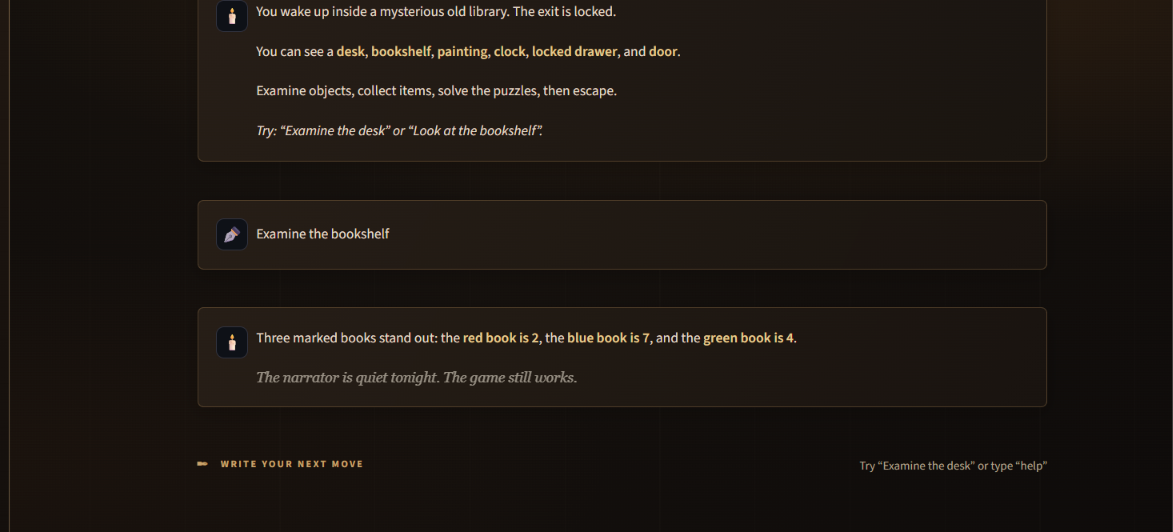 You wake up inside a mysterious old library. The exit is locked.
You can see a desk, bookshelf, painting, clock, locked drawer, and door.
Examine objects, collect items, solve the puzzles, then escape.
Try: “Examine the desk” or “Look at the bookshelf”.
Examine the bookshelf
Three marked books stand out: the red book is 2, the blue book is 7, and the green book is 4.
The narrator is quiet tonight. The game still works.
WRITE YOUR NEXT MOVE
Try “Examine the desk” or type “help”